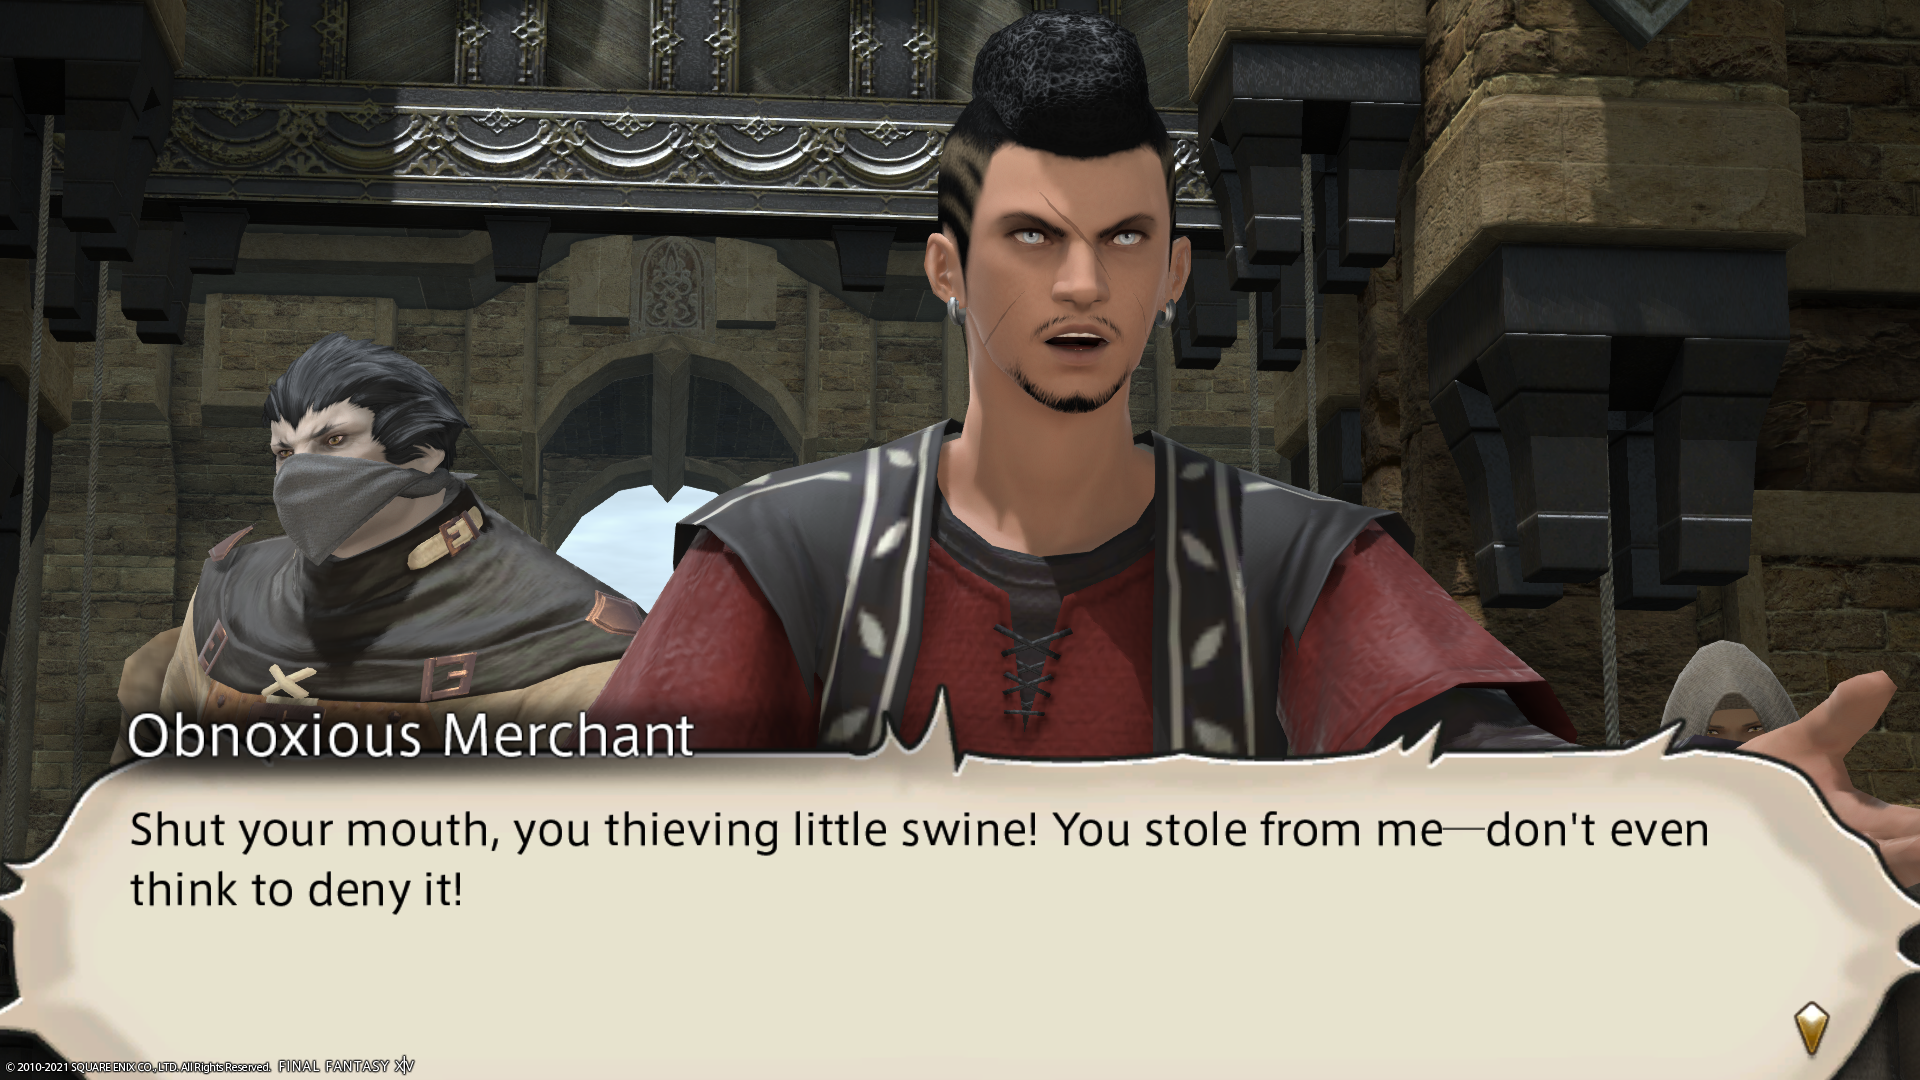 Obnoxious Merchant
Shut your mouth, you thieving little swine! You stole from me—don't even
think to deny it!
© 2010-2021 SQUARE ENIX CO., LTD. All Rights Reserved. FINAL FANTASY XIV